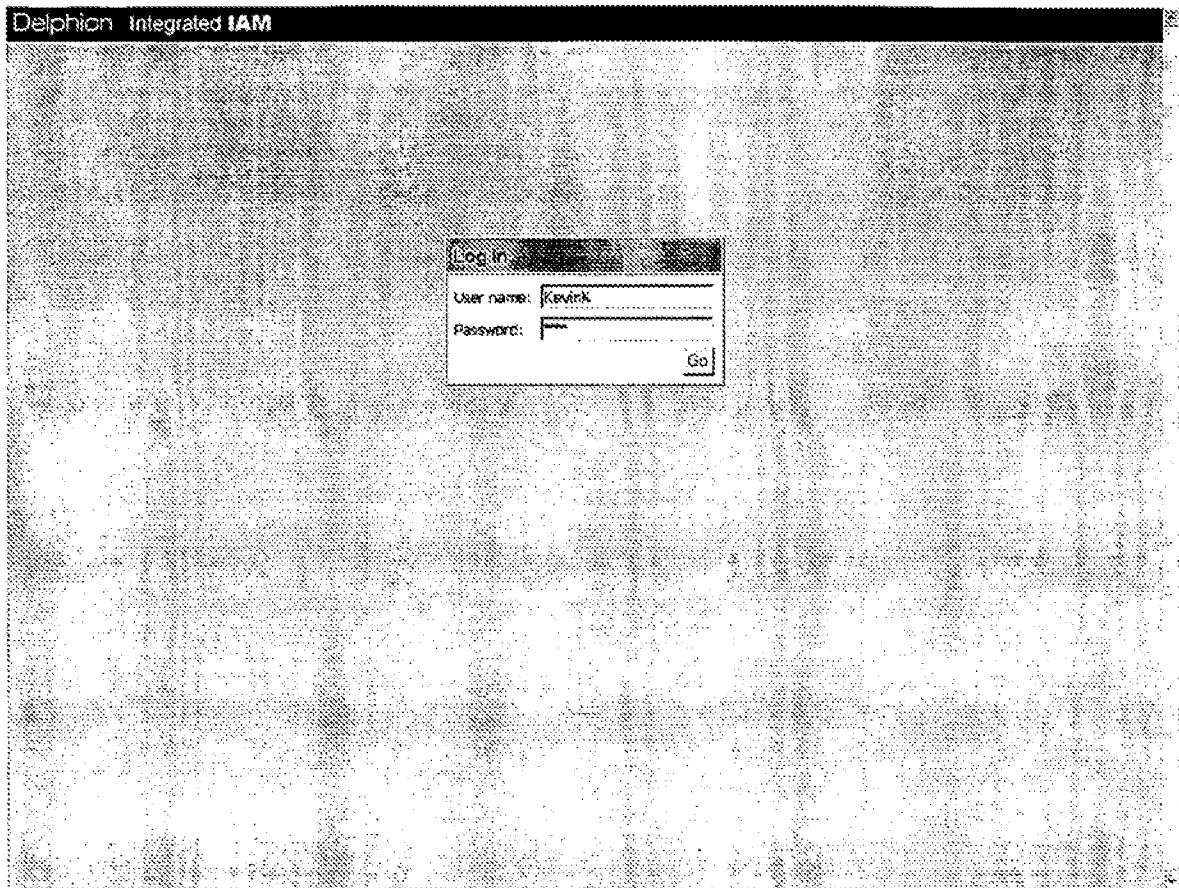 Delphion Integrated IAM
Log in
User name: KevinK
Password: ****
Go